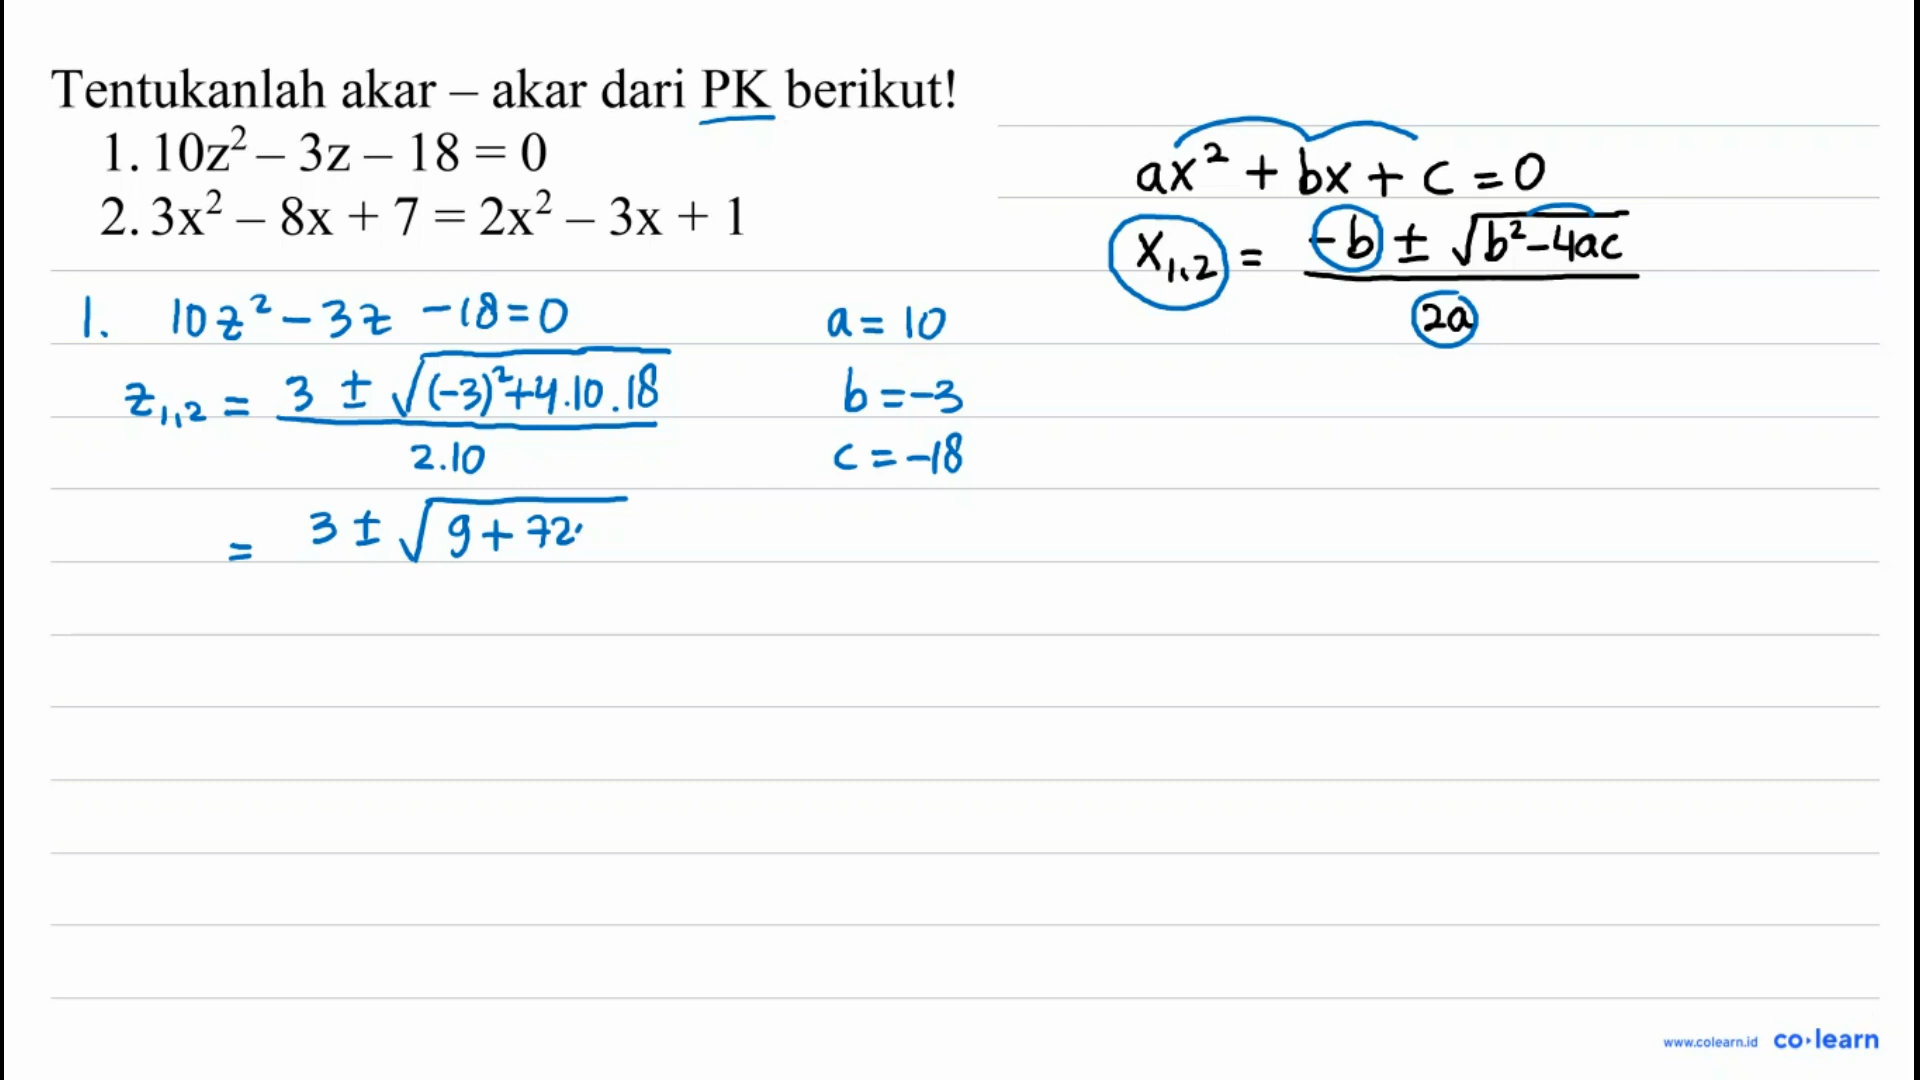 Tentukanlah akar – akar dari PK berikut!
1. 10z² – 3z – 18 = 0
2. 3x² – 8x + 7 = 2x² – 3x + 1
ax² + bx + c = 0
x₁,₂ = -b ± √b²-4ac
2a
1. 10z² - 3z - 18 = 0
a = 10
z₁,₂ = 3 ± √(-3)²+4.10.18
2.10
b = -3
c = -18
= 3 ± √9 + 72
www.colearn.id co·learn